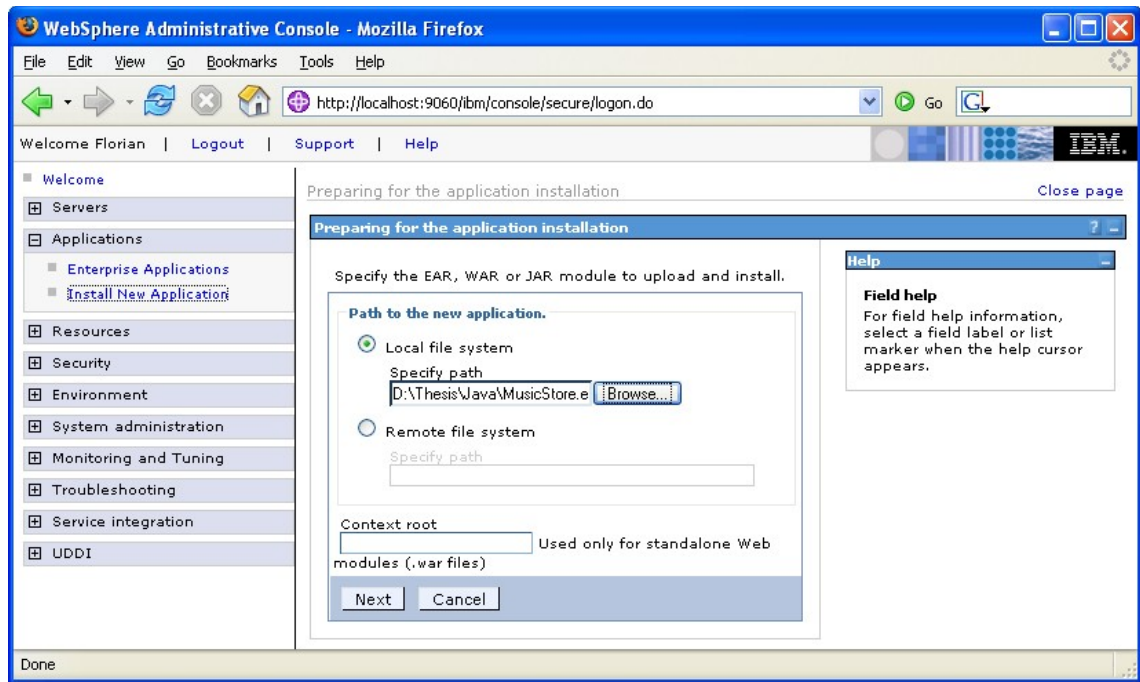 WebSphere Administrative Console - Mozilla Firefox
File Edit View Go Bookmarks Tools Help
http://localhost:9060/ibm/console/secure/logon.do Go G
Welcome Florian | Logout | Support | Help IBM.
Welcome
Servers
Applications
Enterprise Applications
Install New Application
Resources
Security
Environment
System administration
Monitoring and Tuning
Troubleshooting
Service integration
UDDI
Preparing for the application installation Close page
Preparing for the application installation ? –
Specify the EAR, WAR or JAR module to upload and install.
Path to the new application.
Local file system
Specify path
D:\Thesis\Java\MusicStore.e Browse...
Remote file system
Specify path
Context root
Used only for standalone Web
modules (.war files)
Next Cancel
Help –
Field help
For field help information,
select a field label or list
marker when the help cursor
appears.
Done